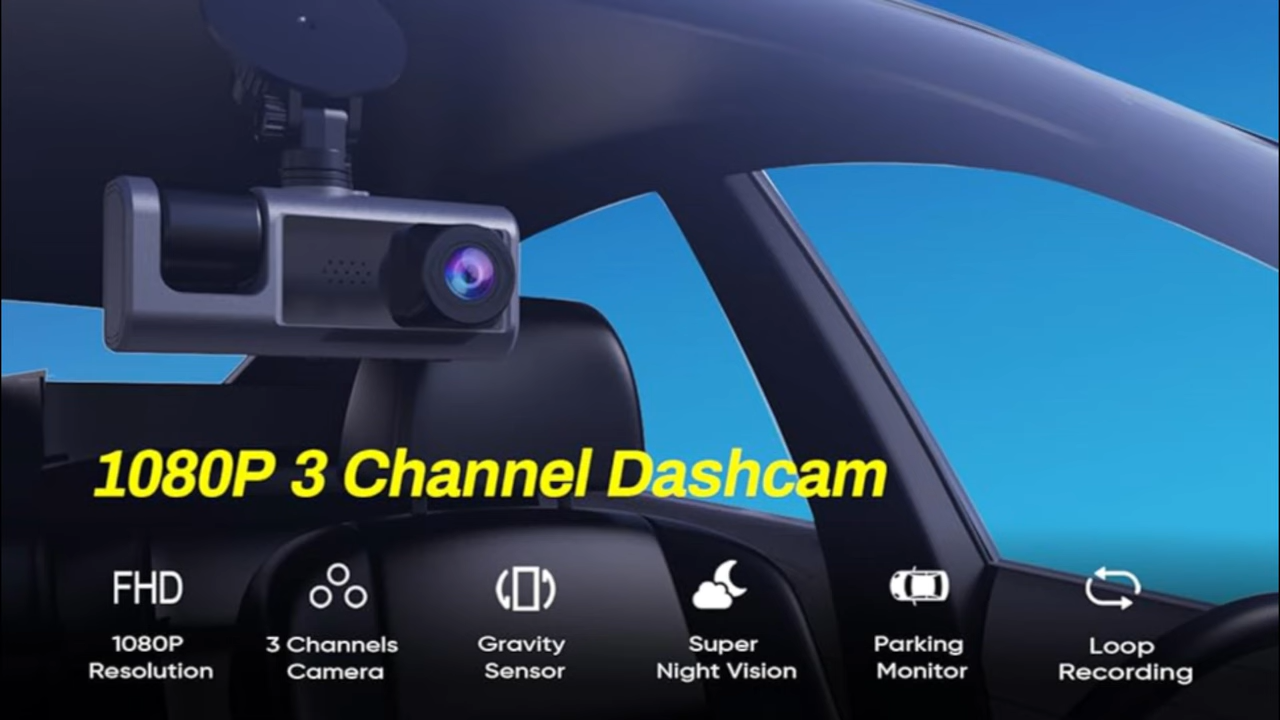 1080P 3 Channel Dashcam
FHD
1080P
Resolution
3 Channels
Camera
Gravity
Sensor
Super
Night Vision
Parking
Monitor
Loop
Recording